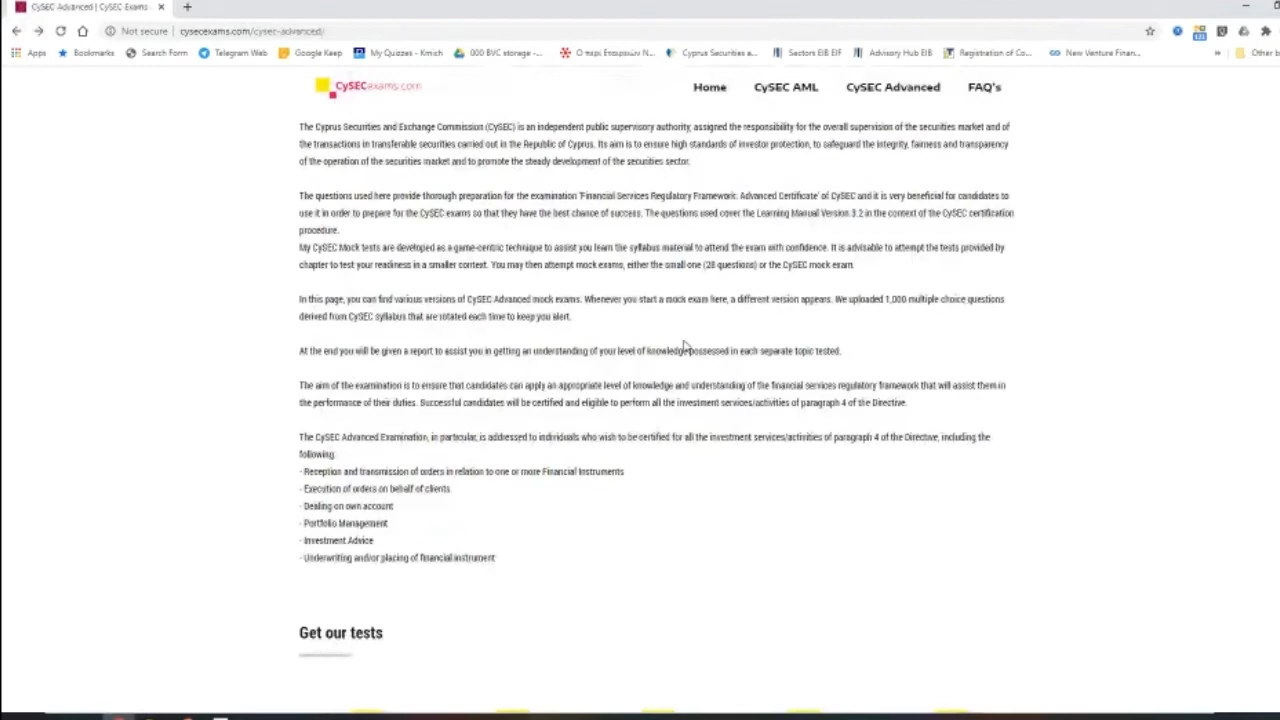 CySEC Advanced | CySEC Exams
Not secure | cysecexams.com/cysec-advanced/
Apps Bookmarks Search Form Telegram Web Google Keep My Quizzes - Kmich 000 BVC storage -... Ο περί Εταιρειών Ν... Cyprus Securities a... Sectors EIB EIF Advisory Hub EIB Registration of Co... New Venture Finan... » Other b
CySECexams.com Home CySEC AML CySEC Advanced FAQ's
The Cyprus Securities and Exchange Commission (CySEC) is an independent public supervisory authority, assigned the responsibility for the overall supervision of the securities market and of
the transactions in transferable securities carried out in the Republic of Cyprus. Its aim is to ensure high standards of investor protection, to safeguard the integrity, fairness and transparency
of the operation of the securities market and to promote the steady development of the securities sector.
The questions used here provide thorough preparation for the examination 'Financial Services Regulatory Framework: Advanced Certificate' of CySEC and it is very beneficial for candidates to
use it in order to prepare for the CySEC exams so that they have the best chance of success. The questions used cover the Learning Manual Version 3.2 in the context of the CySEC certification
procedure.
My CySEC Mock tests are developed as a game-centric technique to assist you learn the syllabus material to attend the exam with confidence. It is advisable to attempt the tests provided by
chapter to test your readiness in a smaller context. You may then attempt mock exams, either the small one (28 questions) or the CySEC mock exam.
In this page, you can find various versions of CySEC Advanced mock exams. Whenever you start a mock exam here, a different version appears. We uploaded 1,000 multiple choice questions
derived from CySEC syllabus that are rotated each time to keep you alert.
At the end you will be given a report to assist you in getting an understanding of your level of knowledge possessed in each separate topic tested.
The aim of the examination is to ensure that candidates can apply an appropriate level of knowledge and understanding of the financial services regulatory framework that will assist them in
the performance of their duties. Successful candidates will be certified and eligible to perform all the investment services/activities of paragraph 4 of the Directive.
The CySEC Advanced Examination, in particular, is addressed to individuals who wish to be certified for all the investment services/activities of paragraph 4 of the Directive, including the
following:
- Reception and transmission of orders in relation to one or more Financial Instruments
- Execution of orders on behalf of clients
- Dealing on own account
- Portfolio Management
- Investment Advice
- Underwriting and/or placing of financial instrument
Get our tests